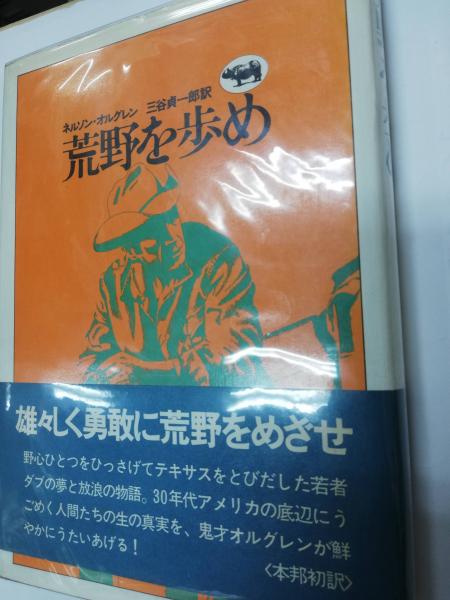 ネルソン・オルグレン 三谷貞一郎訳
荒野を歩め
雄々しく勇敢に荒野をめざせ
野心ひとつをひっさげてテキサスをとびだした若者
ダブの夢と放浪の物語。30年代アメリカの底辺にう
ごめく人間たちの生の真実を、鬼才オルグレンが鮮
やかにうたいあげる！
〈本邦初訳〉